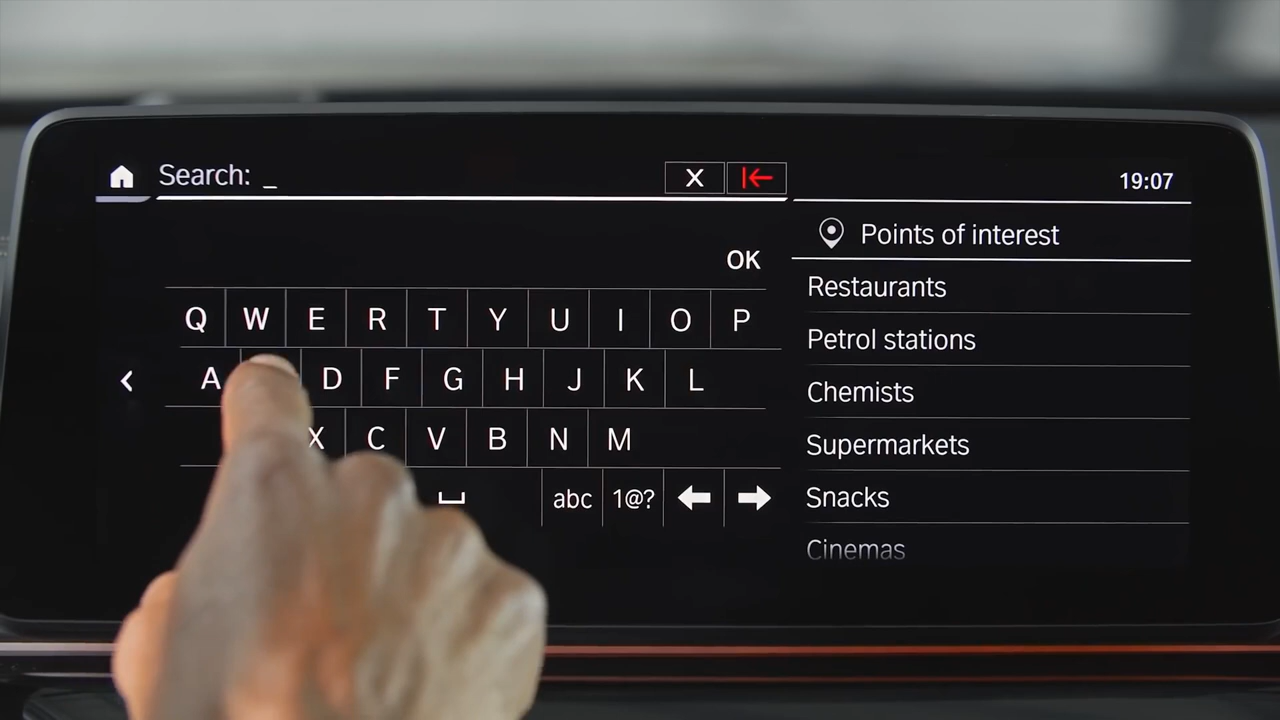 Search: _
X
19:07
Points of interest
OK
Restaurants
Q W E R T Y U I O P
Petrol stations
A D F G H J K L
Chemists
X C V B N M
Supermarkets
abc 1@?
Snacks
Cinemas